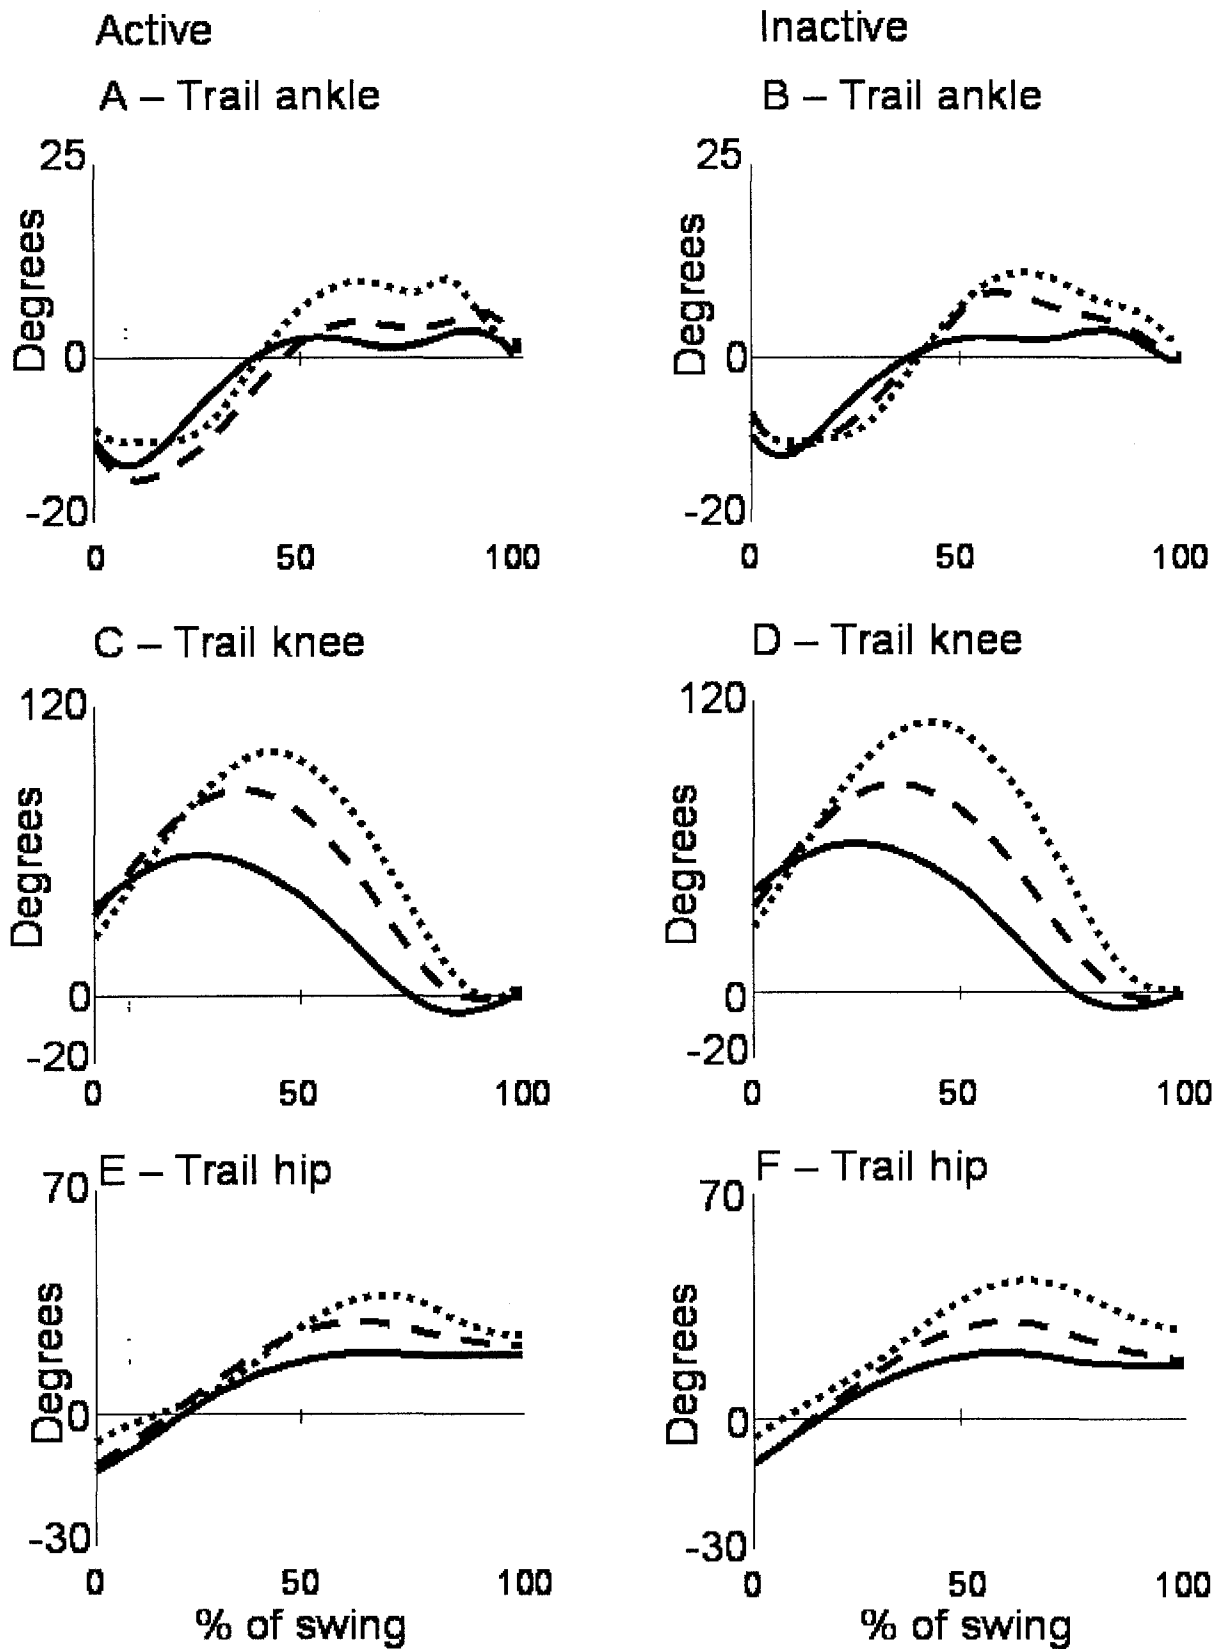 Active
Inactive
A – Trail ankle
B – Trail ankle
25
Degrees
0
-20
0 50 100
25
Degrees
0
-20
0 50 100
C – Trail knee
D – Trail knee
120
Degrees
0
-20
0 50 100
120
Degrees
0
-20
0 50 100
E – Trail hip
F – Trail hip
70
Degrees
0
-30
0 50 100
% of swing
70
Degrees
0
-30
0 50 100
% of swing